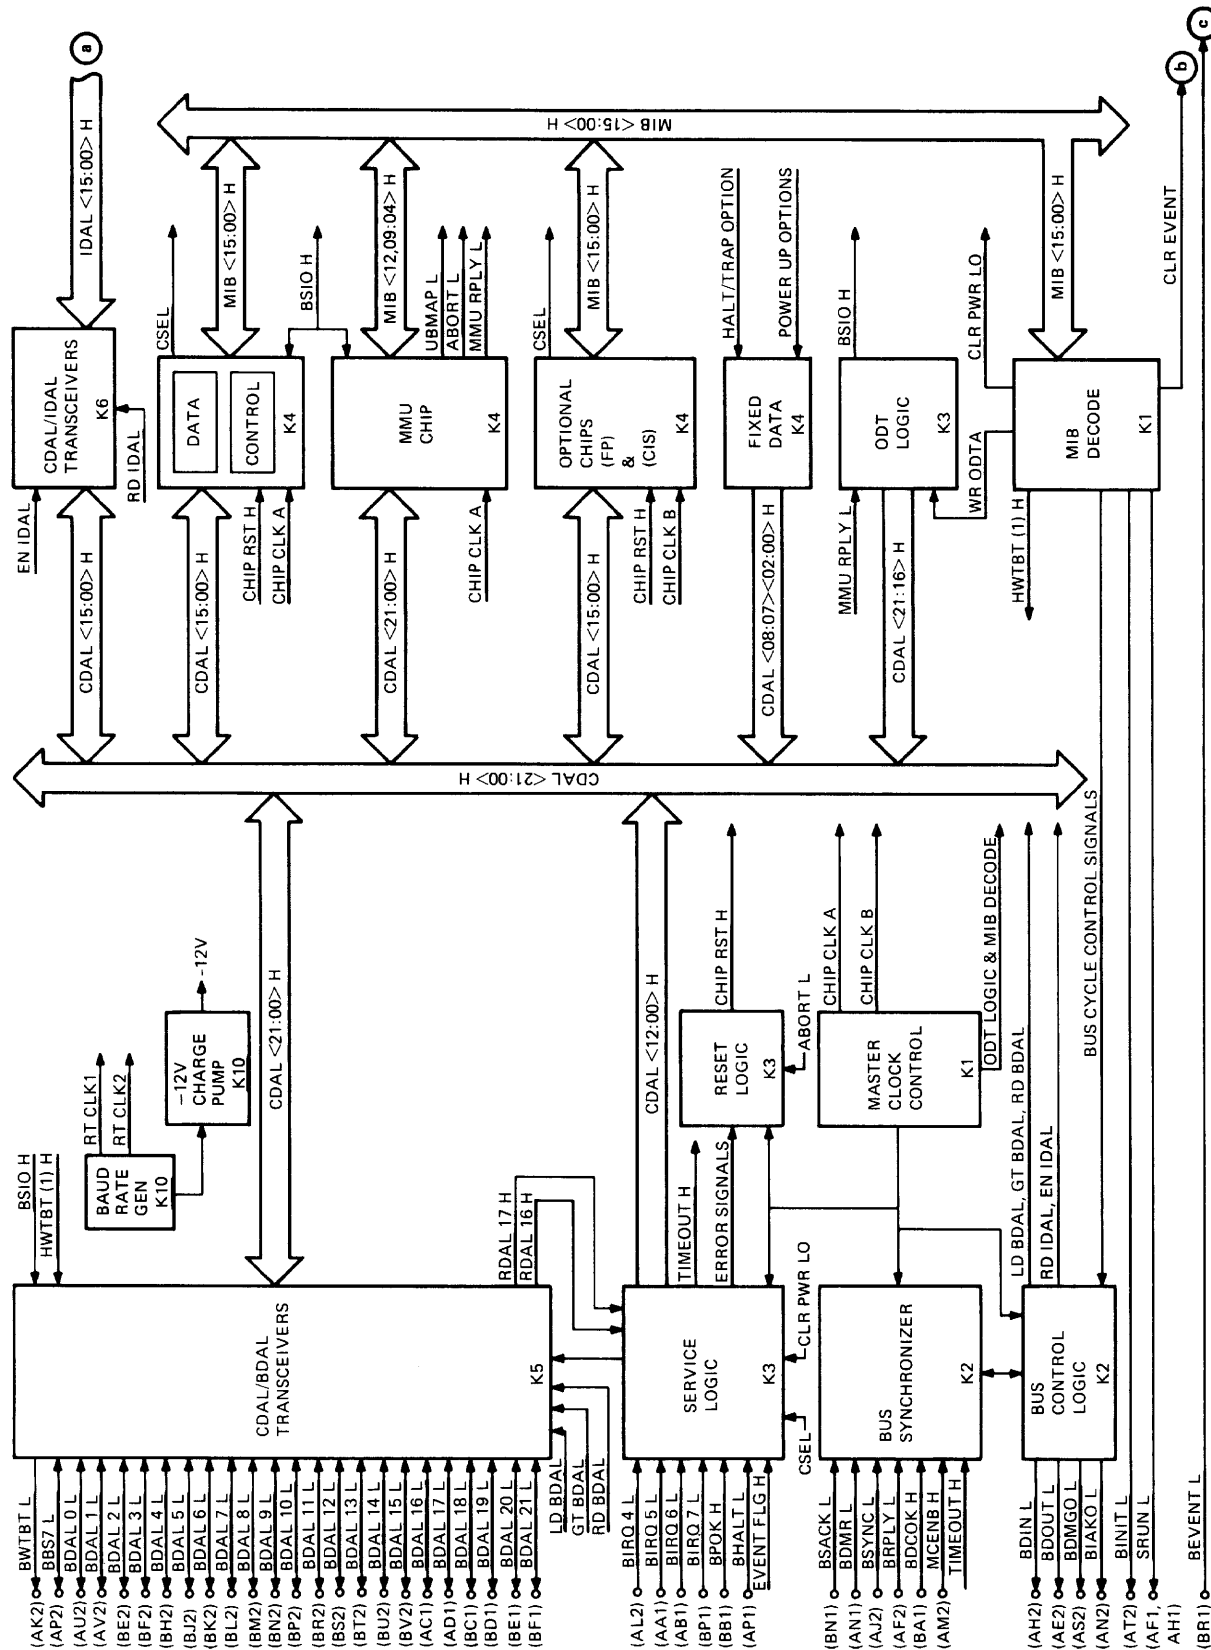 (AK2) BWTBT L
(AP2) BBS7 L
(AU2) BDAL 0 L
(AV2) BDAL 1 L
(BE2) BDAL 2 L
(BF2) BDAL 3 L
(BH2) BDAL 4 L
(BJ2) BDAL 5 L
(BK2) BDAL 6 L
(BL2) BDAL 7 L
(BM2) BDAL 8 L
(BN2) BDAL 9 L
(BP2) BDAL 10 L
(BR2) BDAL 11 L
(BS2) BDAL 12 L
(BT2) BDAL 13 L
(BU2) BDAL 14 L
(BV2) BDAL 15 L
(AC1) BDAL 16 L
(AD1) BDAL 17 L
(BC1) BDAL 18 L
(BD1) BDAL 19 L
(BE1) BDAL 20 L
(BF1) BDAL 21 L
LD BDAL
GT BDAL
RD BDAL
BSIO H
HWTBT (1) H
CDAL/BDAL
TRANSCEIVERS
K5
RDAL 17 H
RDAL 16 H
BAUD
RATE
GEN
K10
RT CLK1
RT CLK2
-12V
CHARGE
PUMP
K10
-12V
CDAL <21:00> H
(AL2) BIRQ 4 L
(AA1) BIRQ 5 L
(AB1) BIRQ 6 L
(BP1) BIRQ 7 L
(BB1) BPOK H
(AP1) BHALT L
EVENT FLG H
SERVICE
LOGIC
K3
CSEL
CLR PWR LO
CDAL <12:00> H
TIMEOUT H
ERROR SIGNALS
RESET
LOGIC
K3
CHIP RST H
ABORT L
MASTER
CLOCK
CONTROL
K1
CHIP CLK A
CHIP CLK B
ODT LOGIC & MIB DECODE
(BN1) BSACK L
(AN1) BDMR L
(AJ2) BSYNC L
(AF2) BRPLY L
(BA1) BDCOK H
(AM2) MCENB H
TIMEOUT H
BUS
SYNCHRONIZER
K2
(AH2) BDIN L
(AE2) BDOUT L
(AS2) BDMGO L
(AN2) BIAKO L
BUS
CONTROL
LOGIC
K2
LD BDAL, GT BDAL, RD BDAL
RD IDAL, EN IDAL
BUS CYCLE CONTROL SIGNALS
(AT2) BINIT L
(AF1, SRUN L
AH1)
(BR1) BEVENT L
CDAL <21:00> H
EN IDAL
CDAL <15:00> H
CDAL/IDAL
TRANSCEIVERS
K6
RD IDAL
IDAL <15:00> H
a
CDAL <15:00> H
DATA
CONTROL
K4
CHIP RST H
CHIP CLK A
CSEL
MIB <15:00> H
BSIO H
CDAL <21:00> H
MMU
CHIP
K4
CHIP CLK A
MIB <12,09:04> H
UBMAP L
ABORT L
MMU RPLY L
CDAL <15:00> H
OPTIONAL
CHIPS
(FP)
&
(CIS)
K4
CHIP RST H
CHIP CLK B
CSEL
MIB <15:00> H
CDAL <08:07><02:00> H
FIXED
DATA
K4
HALT/TRAP OPTION
POWER UP OPTIONS
MMU RPLY L
CDAL <21:16> H
ODT
LOGIC
K3
BSIO H
WR ODTA
HWTBT (1) H
MIB
DECODE
K1
CLR PWR LO
MIB <15:00> H
MIB <15:00> H
CLR EVENT
b
c